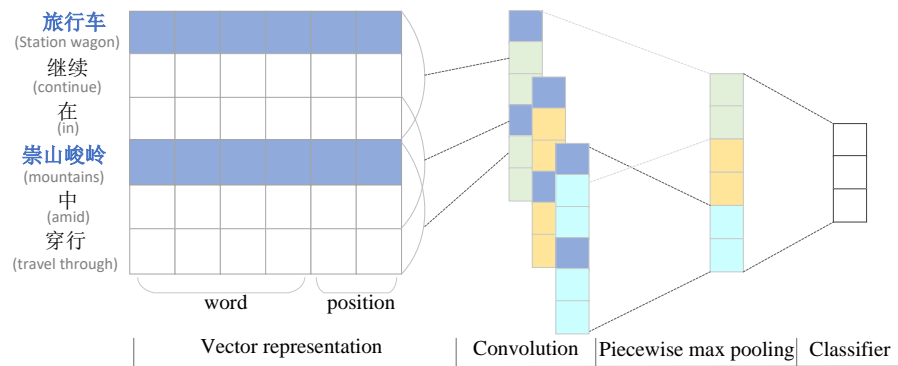 旅行车
(Station wagon)
继续
(continue)
在
(in)
崇山峻岭
(mountains)
中
(amid)
穿行
(travel through)
word
position
Vector representation
Convolution
Piecewise max pooling
Classifier